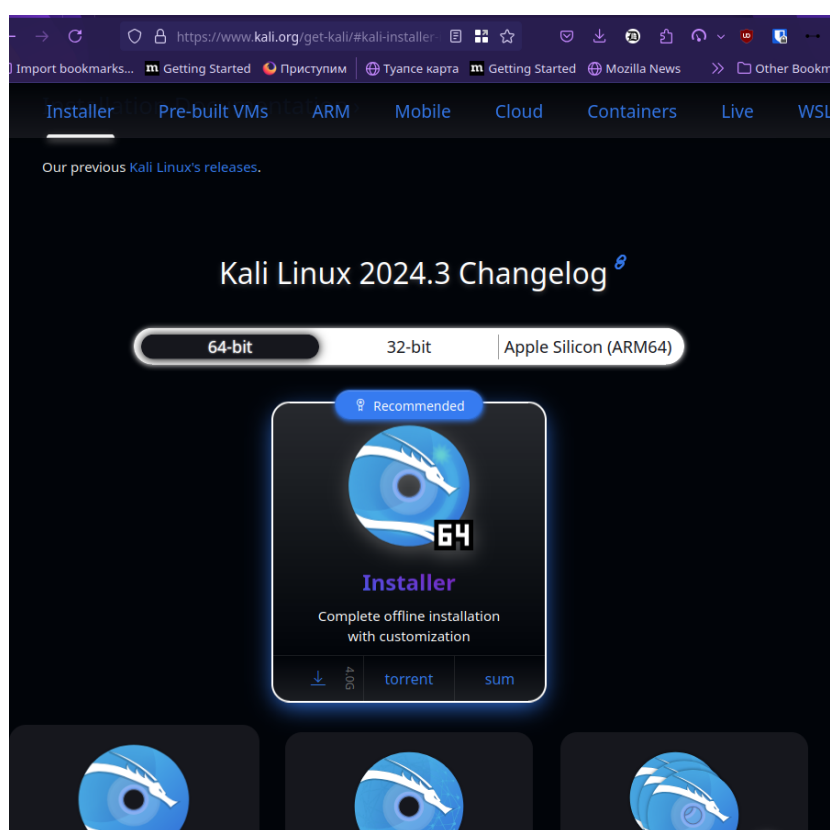 https://www.kali.org/get-kali/#kali-installer-
Import bookmarks... Getting Started Приступим Туапсе карта Getting Started Mozilla News Other Bookm
Installer Pre-built VMs ARM Mobile Cloud Containers Live WSL
Our previous Kali Linux's releases.
Kali Linux 2024.3 Changelog
64-bit 32-bit Apple Silicon (ARM64)
Recommended
64
Installer
Complete offline installation
with customization
4.0G torrent sum